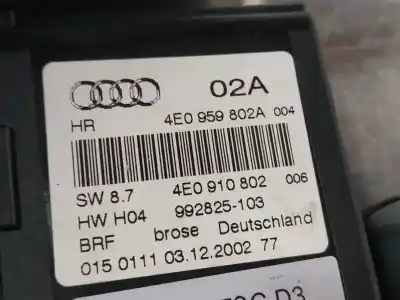 02A
HR 4E0 959 802A 004
SW 8.7 4E0 910 802 006
HW H04 992825-103
BRF brose Deutschland
015 0111 03.12.2002 77
D3